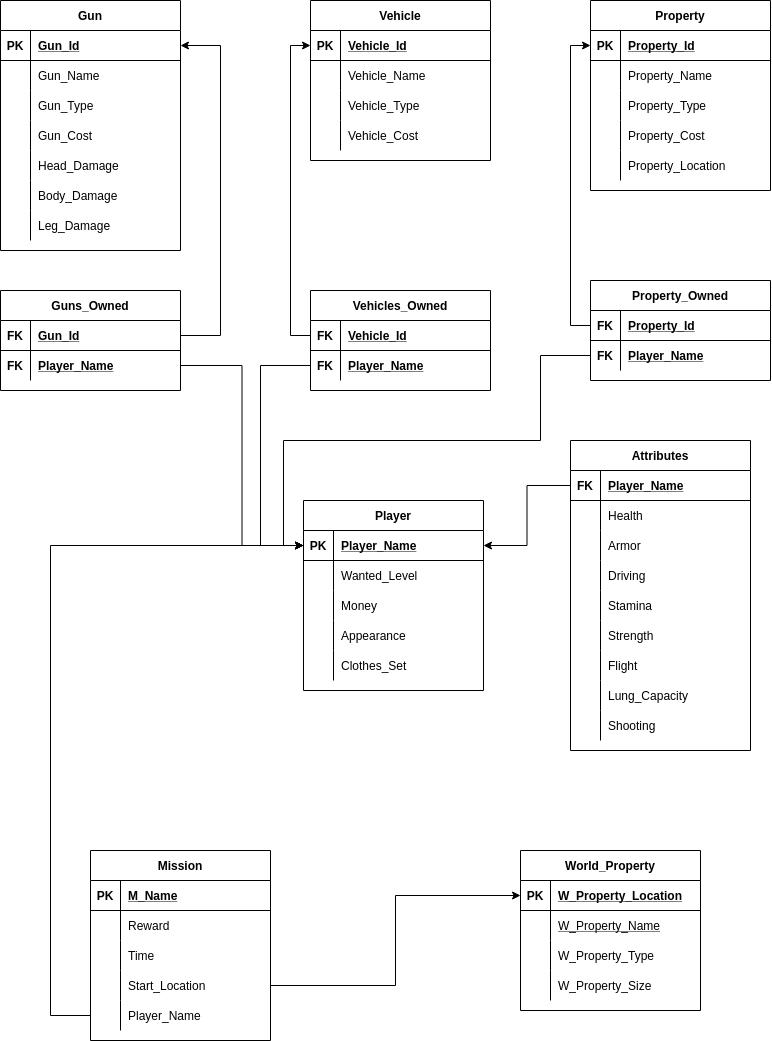 Gun
PK Gun_Id
Gun_Name
Gun_Type
Gun_Cost
Head_Damage
Body_Damage
Leg_Damage
Vehicle
PK Vehicle_Id
Vehicle_Name
Vehicle_Type
Vehicle_Cost
Property
PK Property_Id
Property_Name
Property_Type
Property_Cost
Property_Location
Guns_Owned
FK Gun_Id
FK Player_Name
Vehicles_Owned
FK Vehicle_Id
FK Player_Name
Property_Owned
FK Property_Id
FK Player_Name
Attributes
FK Player_Name
Health
Armor
Driving
Stamina
Strength
Flight
Lung_Capacity
Shooting
Player
PK Player_Name
Wanted_Level
Money
Appearance
Clothes_Set
Mission
PK M_Name
Reward
Time
Start_Location
Player_Name
World_Property
PK W_Property_Location
W_Property_Name
W_Property_Type
W_Property_Size